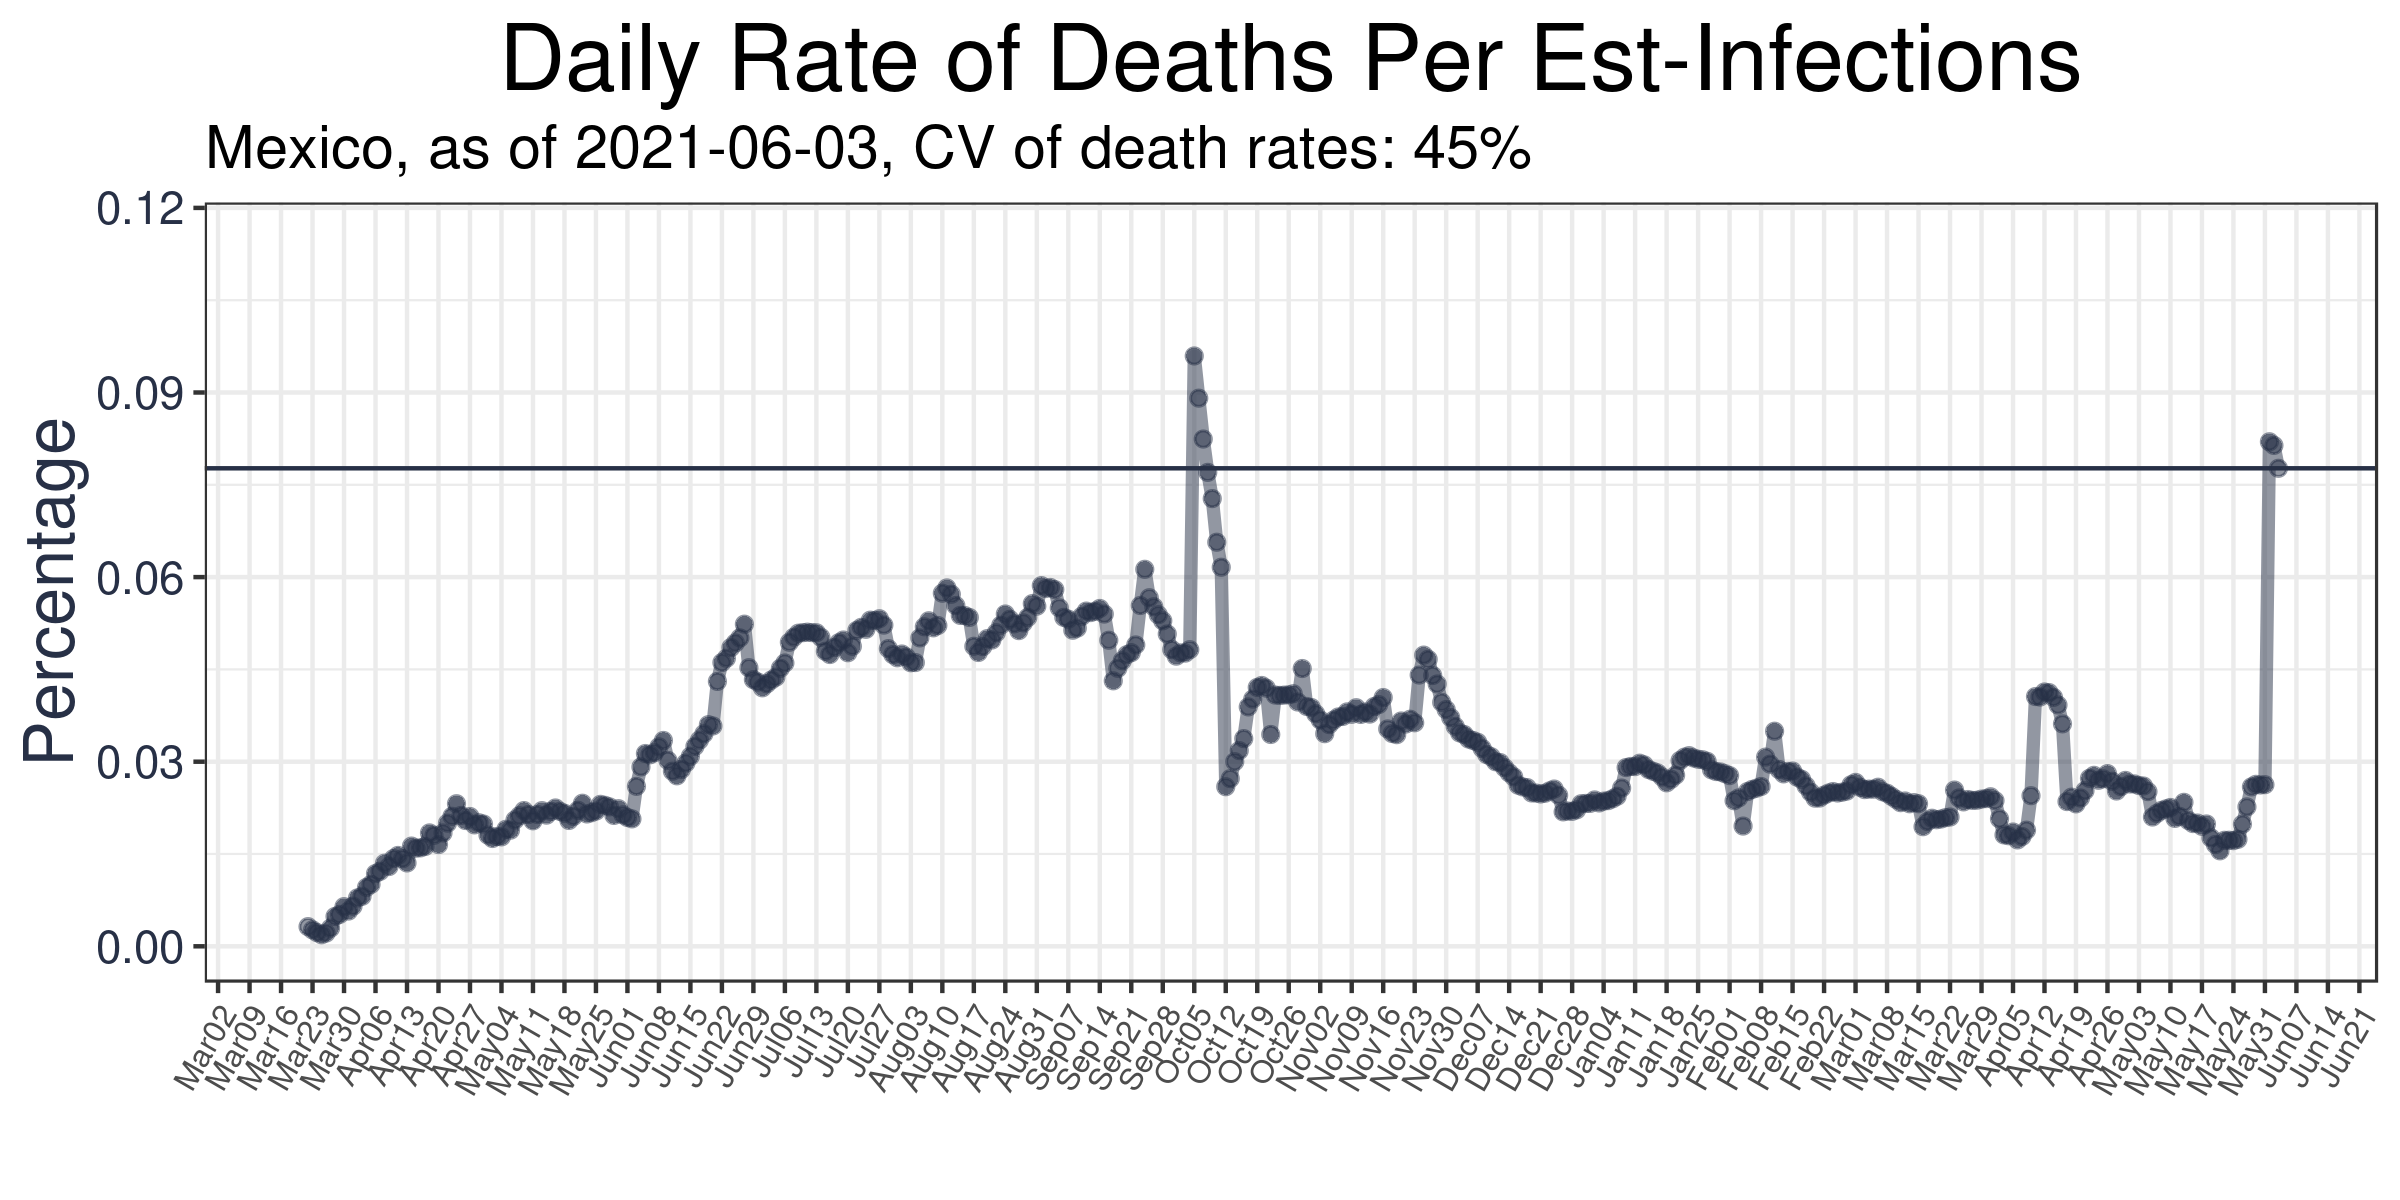 Daily Rate of Deaths Per Est-Infections
Mexico, as of 2021-06-03, CV of death rates: 45%
Percentage
0.12
0.09
0.06
0.03
0.00
Mar02
Mar09
Mar16
Mar23
Mar30
Apr06
Apr13
Apr20
Apr27
May04
May11
May18
May25
Jun01
Jun08
Jun15
Jun22
Jun29
Jul06
Jul13
Jul20
Jul27
Aug03
Aug10
Aug17
Aug24
Aug31
Sep07
Sep14
Sep21
Sep28
Oct05
Oct12
Oct19
Oct26
Nov02
Nov09
Nov16
Nov23
Nov30
Dec07
Dec14
Dec21
Dec28
Jan04
Jan11
Jan18
Jan25
Feb01
Feb08
Feb15
Feb22
Mar01
Mar08
Mar15
Mar22
Mar29
Apr05
Apr12
Apr19
Apr26
May03
May10
May17
May24
May31
Jun07
Jun14
Jun21